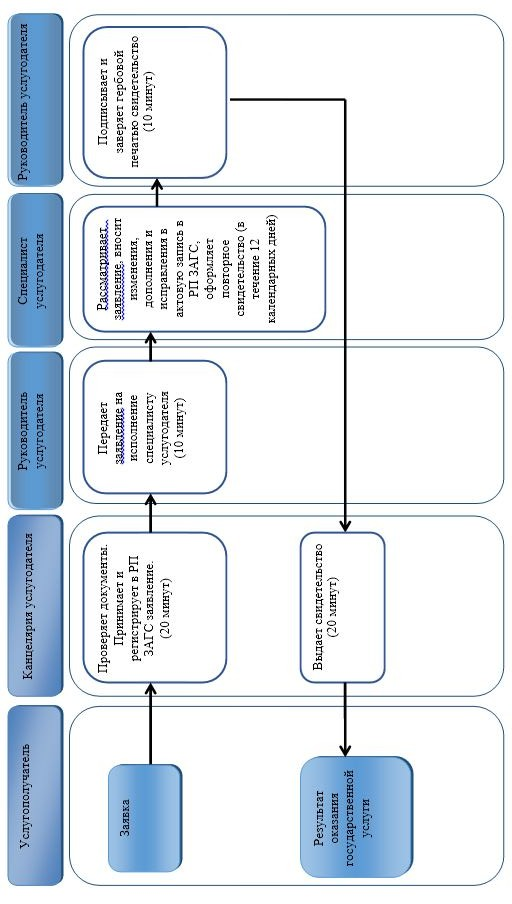 Услугополучатель
Канцелярия услугодателя
Руководитель
услугодателя
Специалист
услугодателя
Руководитель услугодателя
Заявка
Проверяет документы.
Принимает и
регистрирует в РП
ЗАГС заявление.
(20 минут)
Передает
заявление на
исполнение
специалисту
услугодателя
(10 минут)
Рассматривает
заявление, вносит
изменения,
дополнения и
исправления в
актовую запись в
РП ЗАГС,
оформляет
повторное
свидетельство (в
течение 12
календарных дней)
Подписывает и
заверяет гербовой
печатью свидетельство
(10 минут)
Выдает свидетельство
(20 минут)
Результат
оказания
государственной
услуги